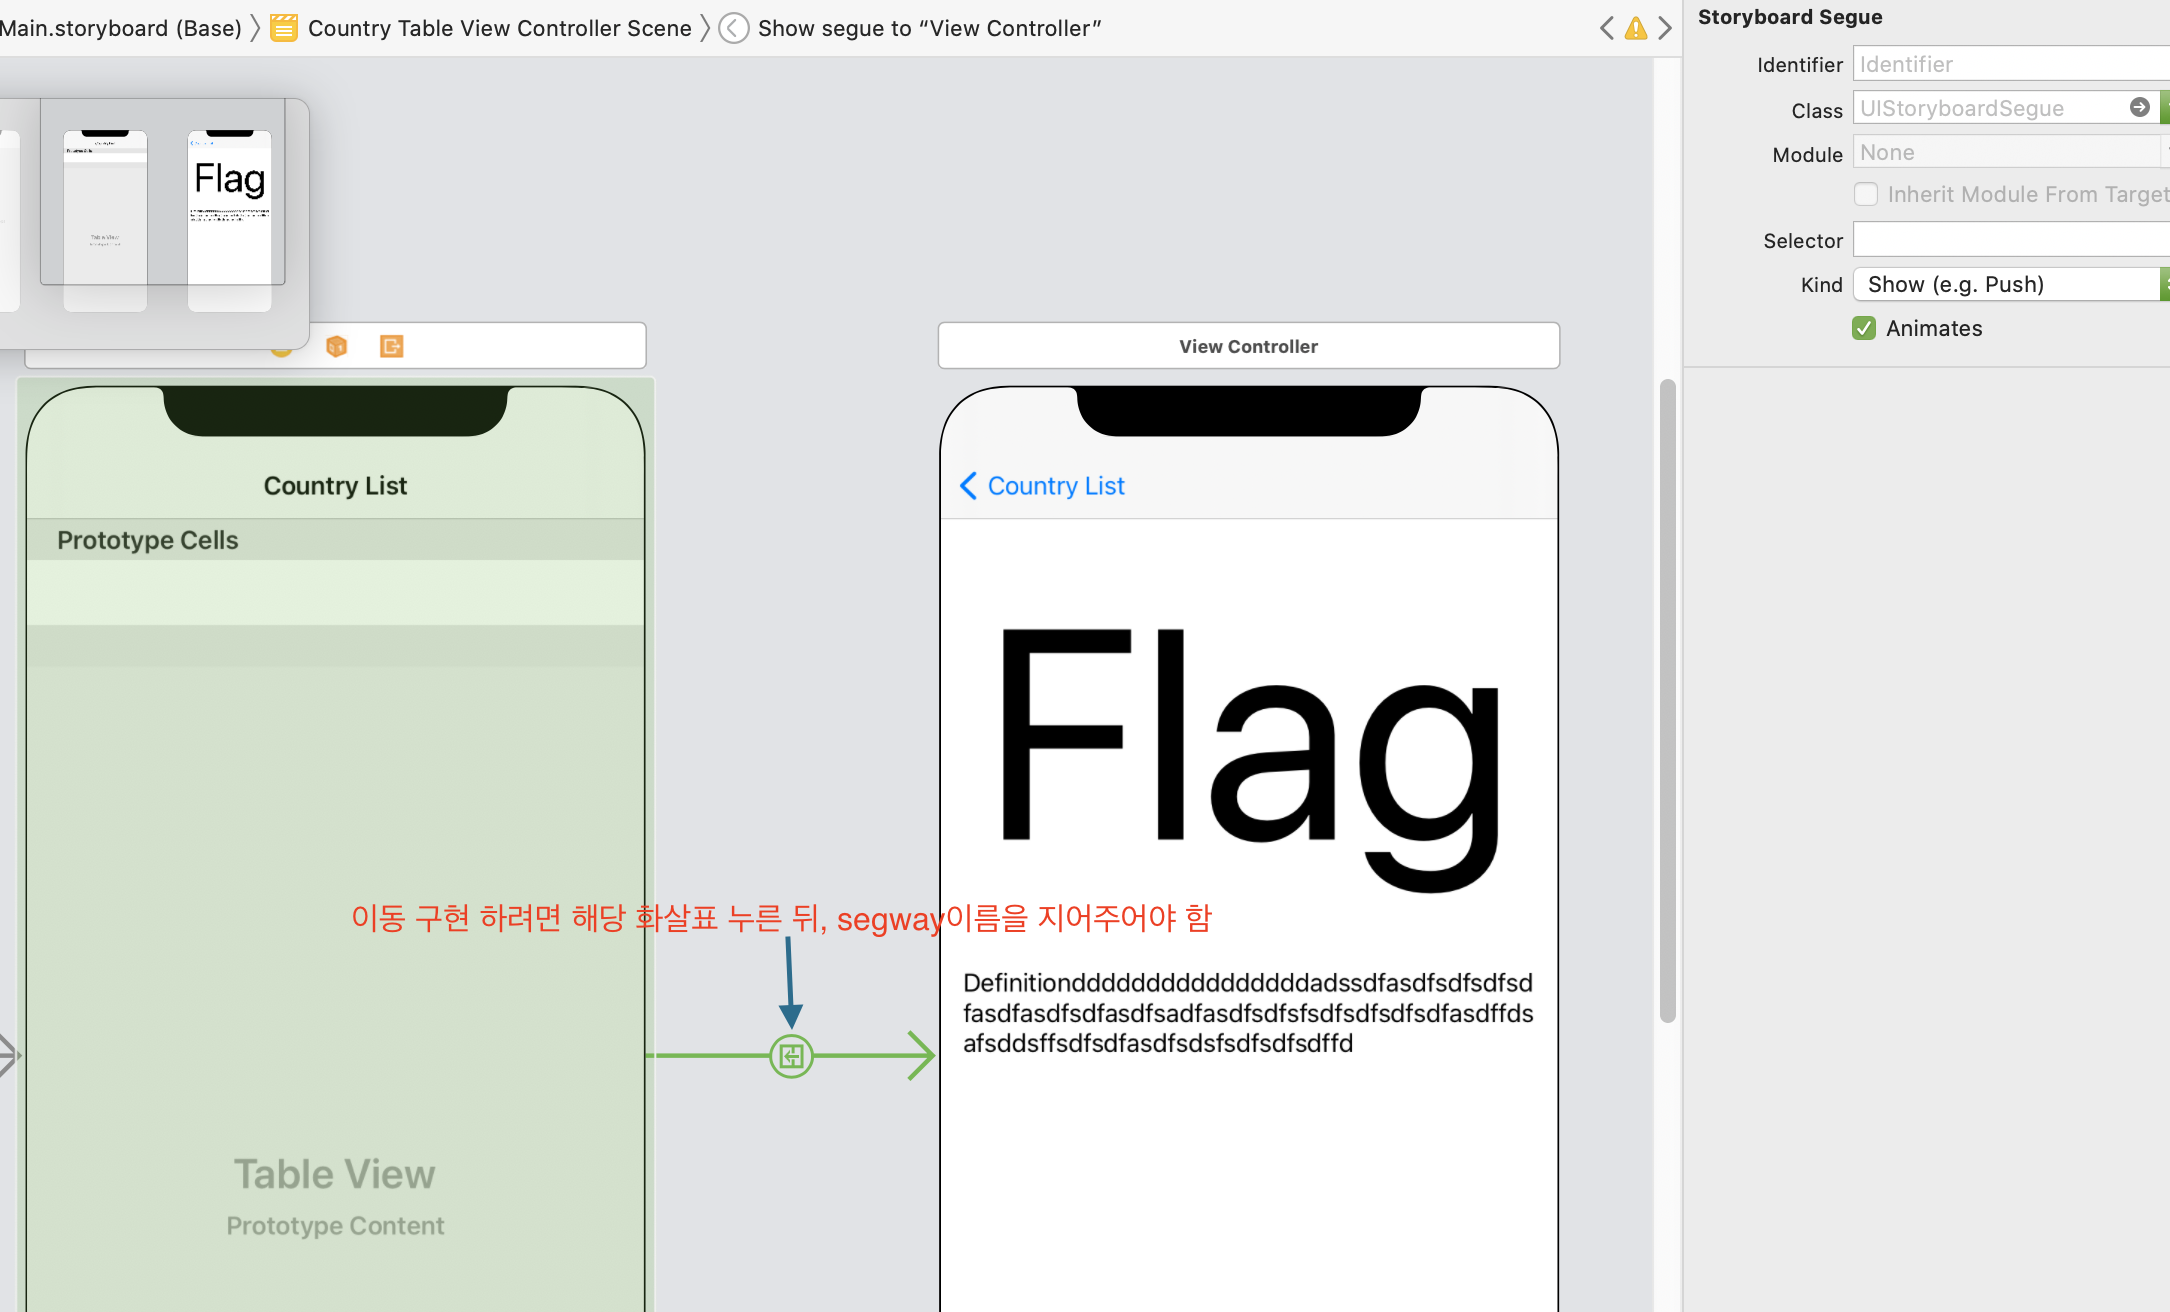 Main.storyboard (Base) 〉 Country Table View Controller Scene 〉 Show segue to “View Controller”
Storyboard Segue
Identifier Identifier
Class UIStoryboardSegue
Module None
Inherit Module From Target
Selector
Kind Show (e.g. Push)
Animates
Flag
Table View
View Controller
Country List
Prototype Cells
Country List
Flag
이동 구현 하려면 해당 화살표 누른 뒤, segway이름을 지어주어야 함
Definitionddddddddddddddddadssdfasdfsdfsdfsd
fasdfasdfsdfasdfsadfasdfsdfsfsdfsdfsdfsdfasdffds
afsddsffsdfsdfasdfsdsfsdfsdfsdffd
Table View
Prototype Content